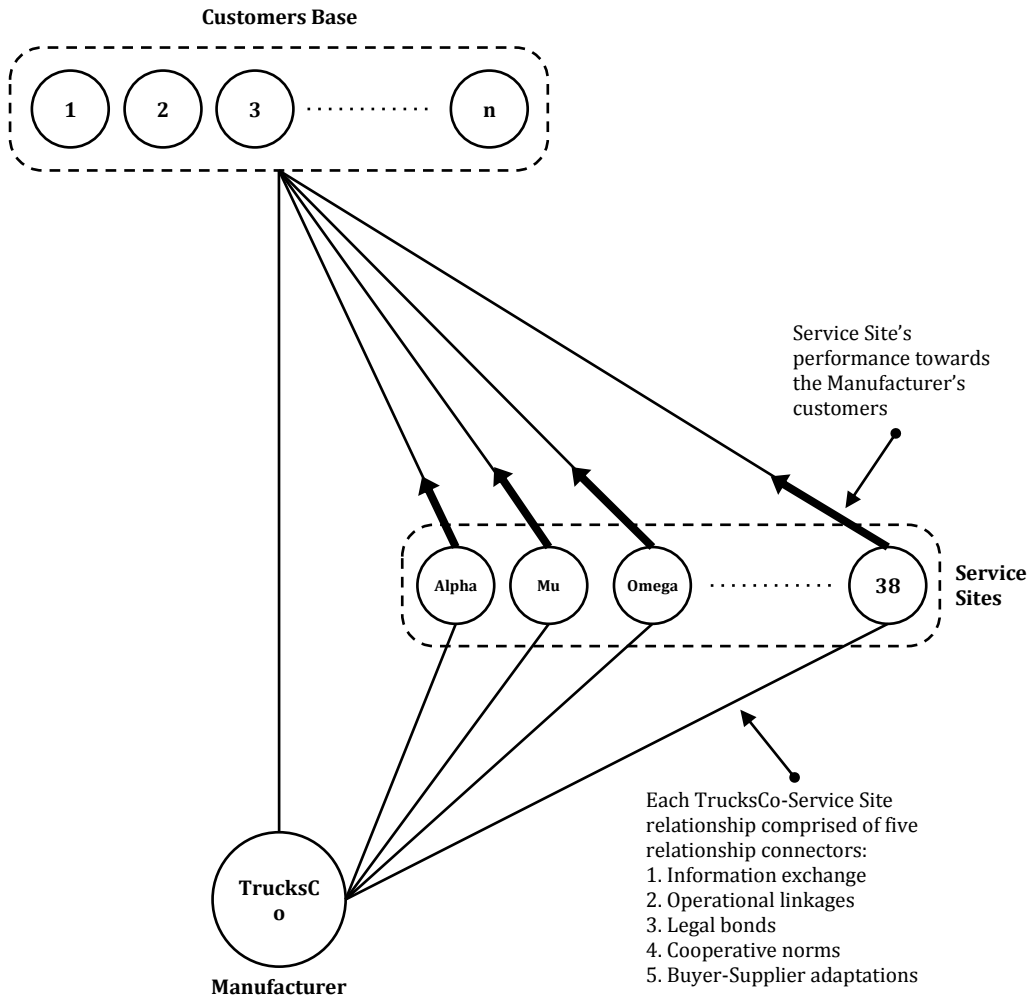 Customers Base
1 2 3 ........... n
Service Site’s
performance towards
the Manufacturer’s
customers
Alpha Mu Omega ........... 38
Service
Sites
Each TrucksCo-Service Site
relationship comprised of five
relationship connectors:
1. Information exchange
2. Operational linkages
3. Legal bonds
4. Cooperative norms
5. Buyer-Supplier adaptations
TrucksC
o
Manufacturer